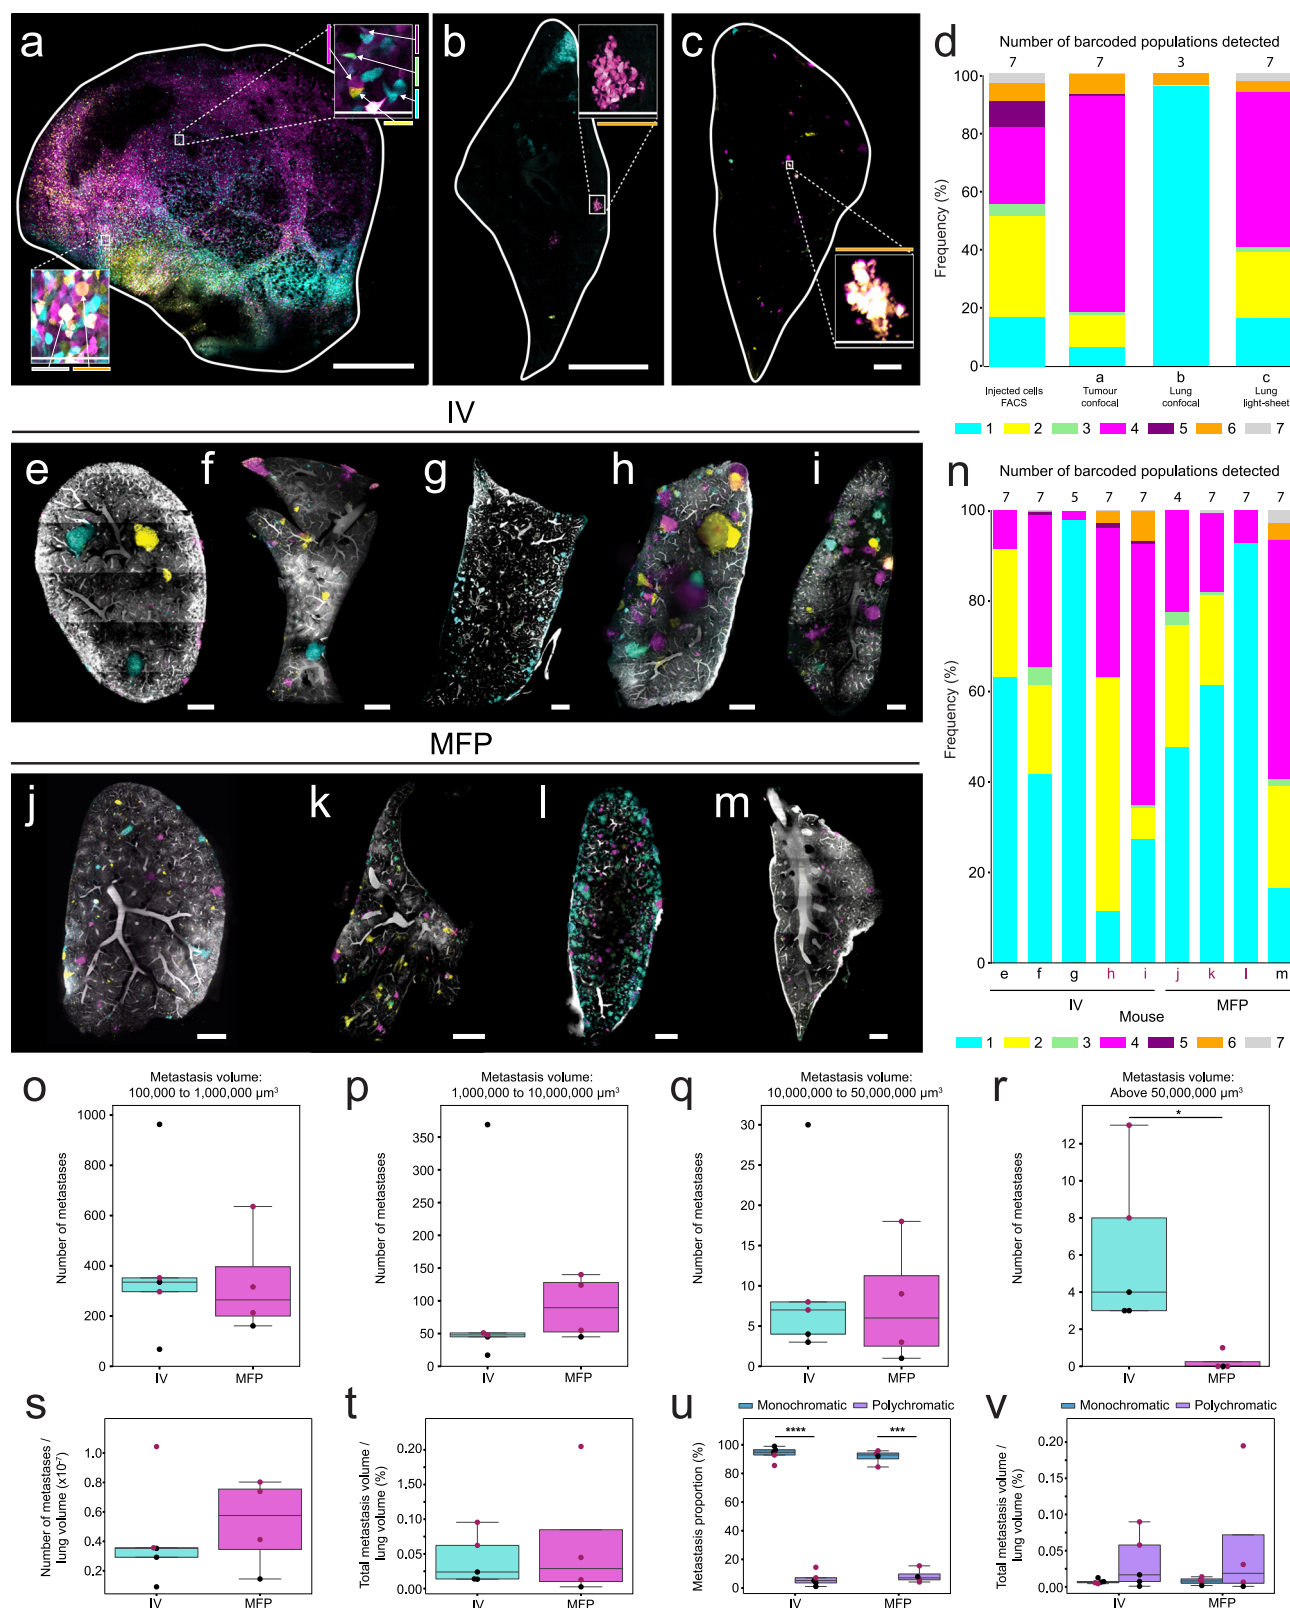 a
b
c
d
Number of barcoded populations detected
7 7 3 7
100
80
60
40
20
0
Frequency (%)
Injected cells
FACS
a
Tumour
confocal
b
Lung
confocal
c
Lung
light-sheet
1 2 3 4 5 6 7
IV
e
f
g
h
i
MFP
j
k
l
m
n
Number of barcoded populations detected
7 7 5 7 7 4 7 7 7
100
80
60
40
20
0
Frequency (%)
e f g h i j k l m
IV MFP
Mouse
1 2 3 4 5 6 7
o
Metastasis volume:
100,000 to 1,000,000 µm³
Number of metastases
1000
800
600
400
200
0
IV MFP
p
Metastasis volume:
1,000,000 to 10,000,000 µm³
Number of metastases
350
300
250
200
150
100
50
0
IV MFP
q
Metastasis volume:
10,000,000 to 50,000,000 µm³
Number of metastases
30
25
20
15
10
5
0
IV MFP
r
Metastasis volume:
Above 50,000,000 µm³
Number of metastases
12
10
8
6
4
2
0
*
IV MFP
s
Number of metastases /
lung volume (x10⁻⁷)
1.0
0.8
0.6
0.4
0.2
IV MFP
t
Total metastasis volume /
lung volume (%)
0.20
0.15
0.10
0.05
0.00
IV MFP
u
Monochromatic Polychromatic
Metastasis proportion (%)
100
80
60
40
20
0
**** ***
IV MFP
v
Monochromatic Polychromatic
Total metastasis volume /
lung volume (%)
0.20
0.15
0.10
0.05
0.00
IV MFP